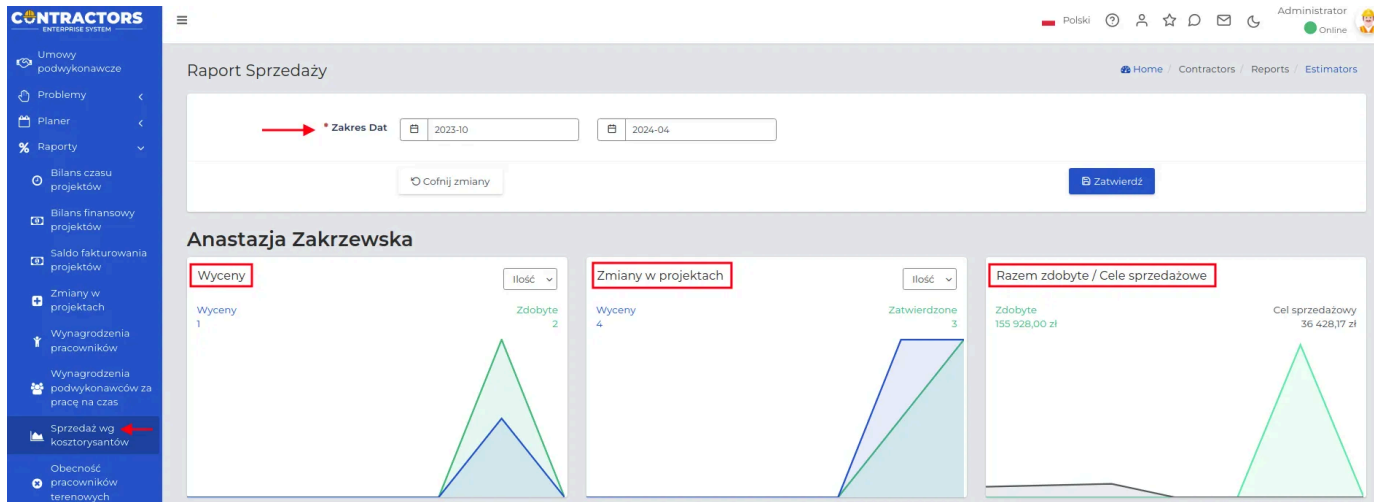 CONTRACTORS
ENTERPRISE SYSTEM
Umowy
podwykonawcze
Problemy
Planer
Raporty
Bilans czasu
projektów
Bilans finansowy
projektów
Saldo fakturowania
projektów
Zmiany w
projektach
Wynagrodzenia
pracowników
Wynagrodzenia
podwykonawców za
pracę na czas
Sprzedaż wg
kosztorysantów
Obecność
pracowników
terenowych
Polski
Administrator
Online
Raport Sprzedaży
Home / Contractors / Reports / Estimators
* Zakres Dat 2023-10 2024-04
Cofnij zmiany Zatwierdź
Anastazja Zakrzewska
Wyceny Ilość
Wyceny Zdobyte
1 2
Zmiany w projektach Ilość
Wyceny Zatwierdzone
4 3
Razem zdobyte / Cele sprzedażowe
Zdobyte Cel sprzedażowy
155 928,00 zł 36 428,17 zł